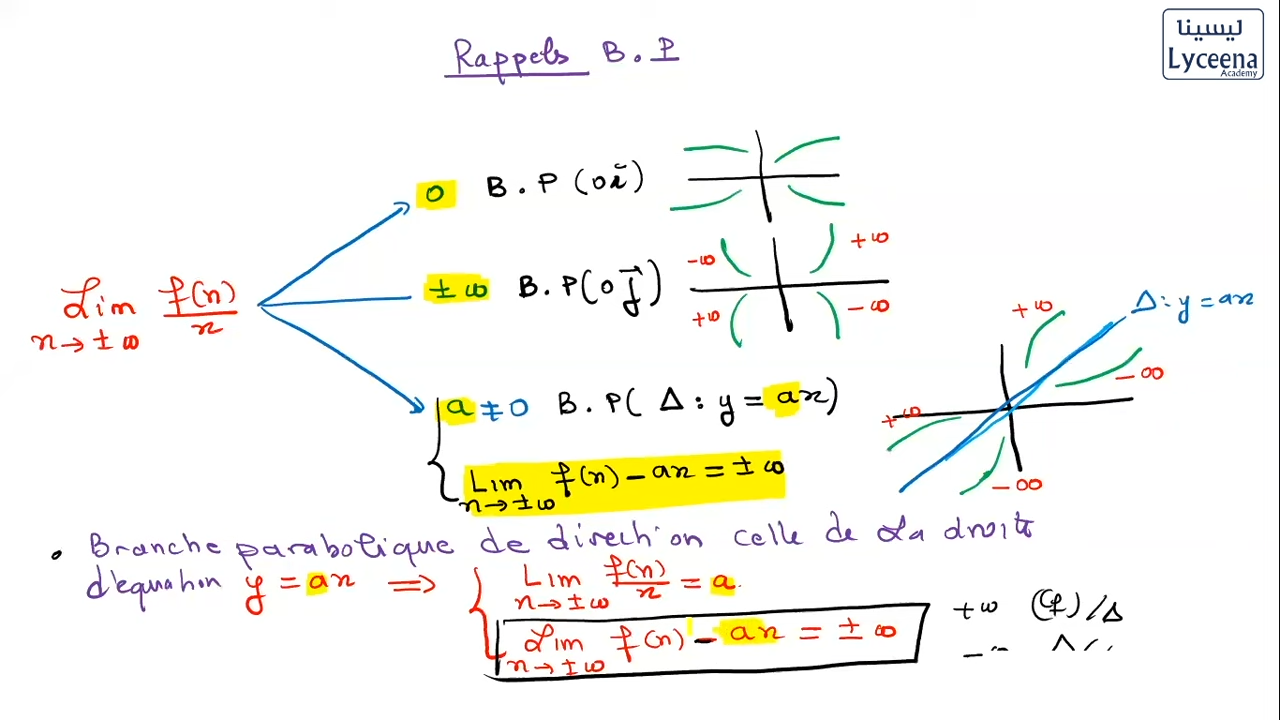 ليسينا
Lyceena
Academy
Rappels B.P
Lim f(x)/x
x→±∞
0 B.P (oi⃗)
±∞ B.P(oj⃗)
-∞ +∞
+∞ -∞
a ≠ 0 B.P( Δ: y = ax)
Lim f(x) - ax = ±∞
x→±∞
Δ: y = ax
+∞
-∞
+∞
-∞
• Branche parabolique de direction celle de La droite
d'equation y = ax ⟹ { Lim f(x)/x = a.
x→±∞
Lim f(x) - ax = ± ∞
x→±∞
+∞ (Cf)/Δ